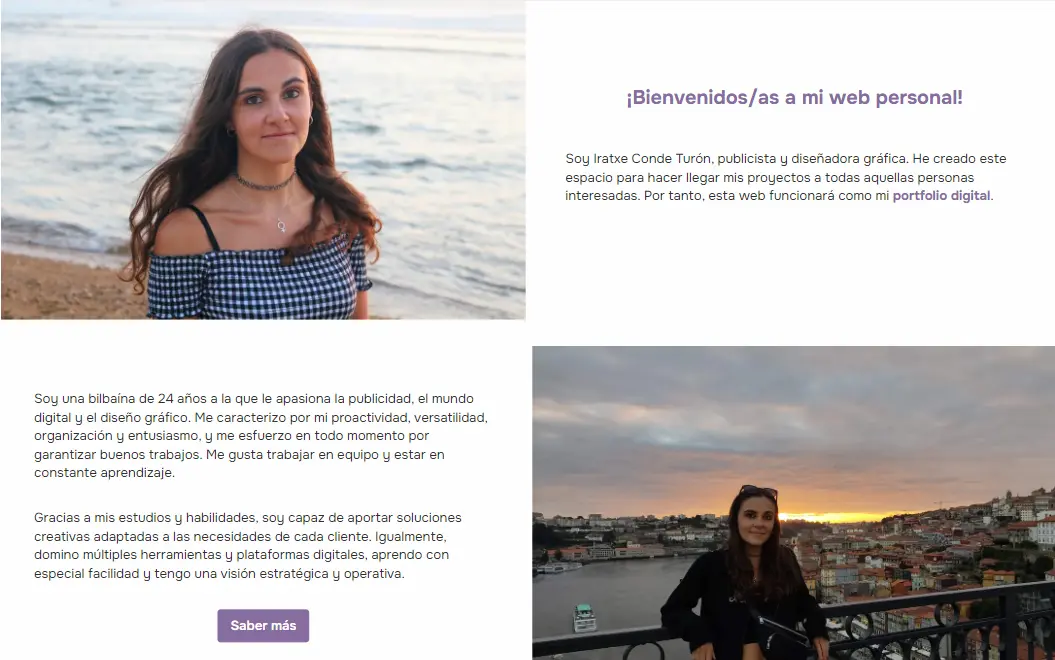 ¡Bienvenidos/as a mi web personal!
Soy Iratxe Conde Turón, publicista y diseñadora gráfica. He creado este
espacio para hacer llegar mis proyectos a todas aquellas personas
interesadas. Por tanto, esta web funcionará como mi portfolio digital.
Soy una bilbaína de 24 años a la que le apasiona la publicidad, el mundo
digital y el diseño gráfico. Me caracterizo por mi proactividad, versatilidad,
organización y entusiasmo, y me esfuerzo en todo momento por
garantizar buenos trabajos. Me gusta trabajar en equipo y estar en
constante aprendizaje.
Gracias a mis estudios y habilidades, soy capaz de aportar soluciones
creativas adaptadas a las necesidades de cada cliente. Igualmente,
domino múltiples herramientas y plataformas digitales, aprendo con
especial facilidad y tengo una visión estratégica y operativa.
Saber más